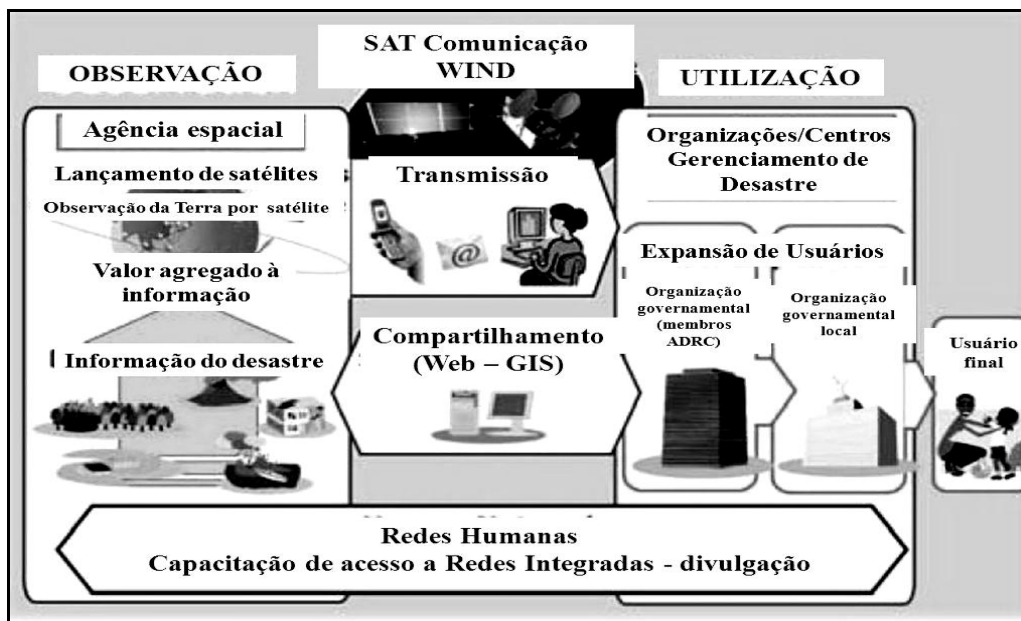 SAT Comunicação
WIND
OBSERVAÇÃO
UTILIZAÇÃO
Agência espacial
Lançamento de satélites
Observação da Terra por satélite
Valor agregado à
informação
Informação do desastre
Transmissão
@
Compartilhamento
(Web – GIS)
Organizações/Centros
Gerenciamento de
Desastre
Expansão de Usuários
Organização
governamental
(membros
ADRC)
Organização
governamental
local
Usuário
final
Redes Humanas
Capacitação de acesso a Redes Integradas - divulgação